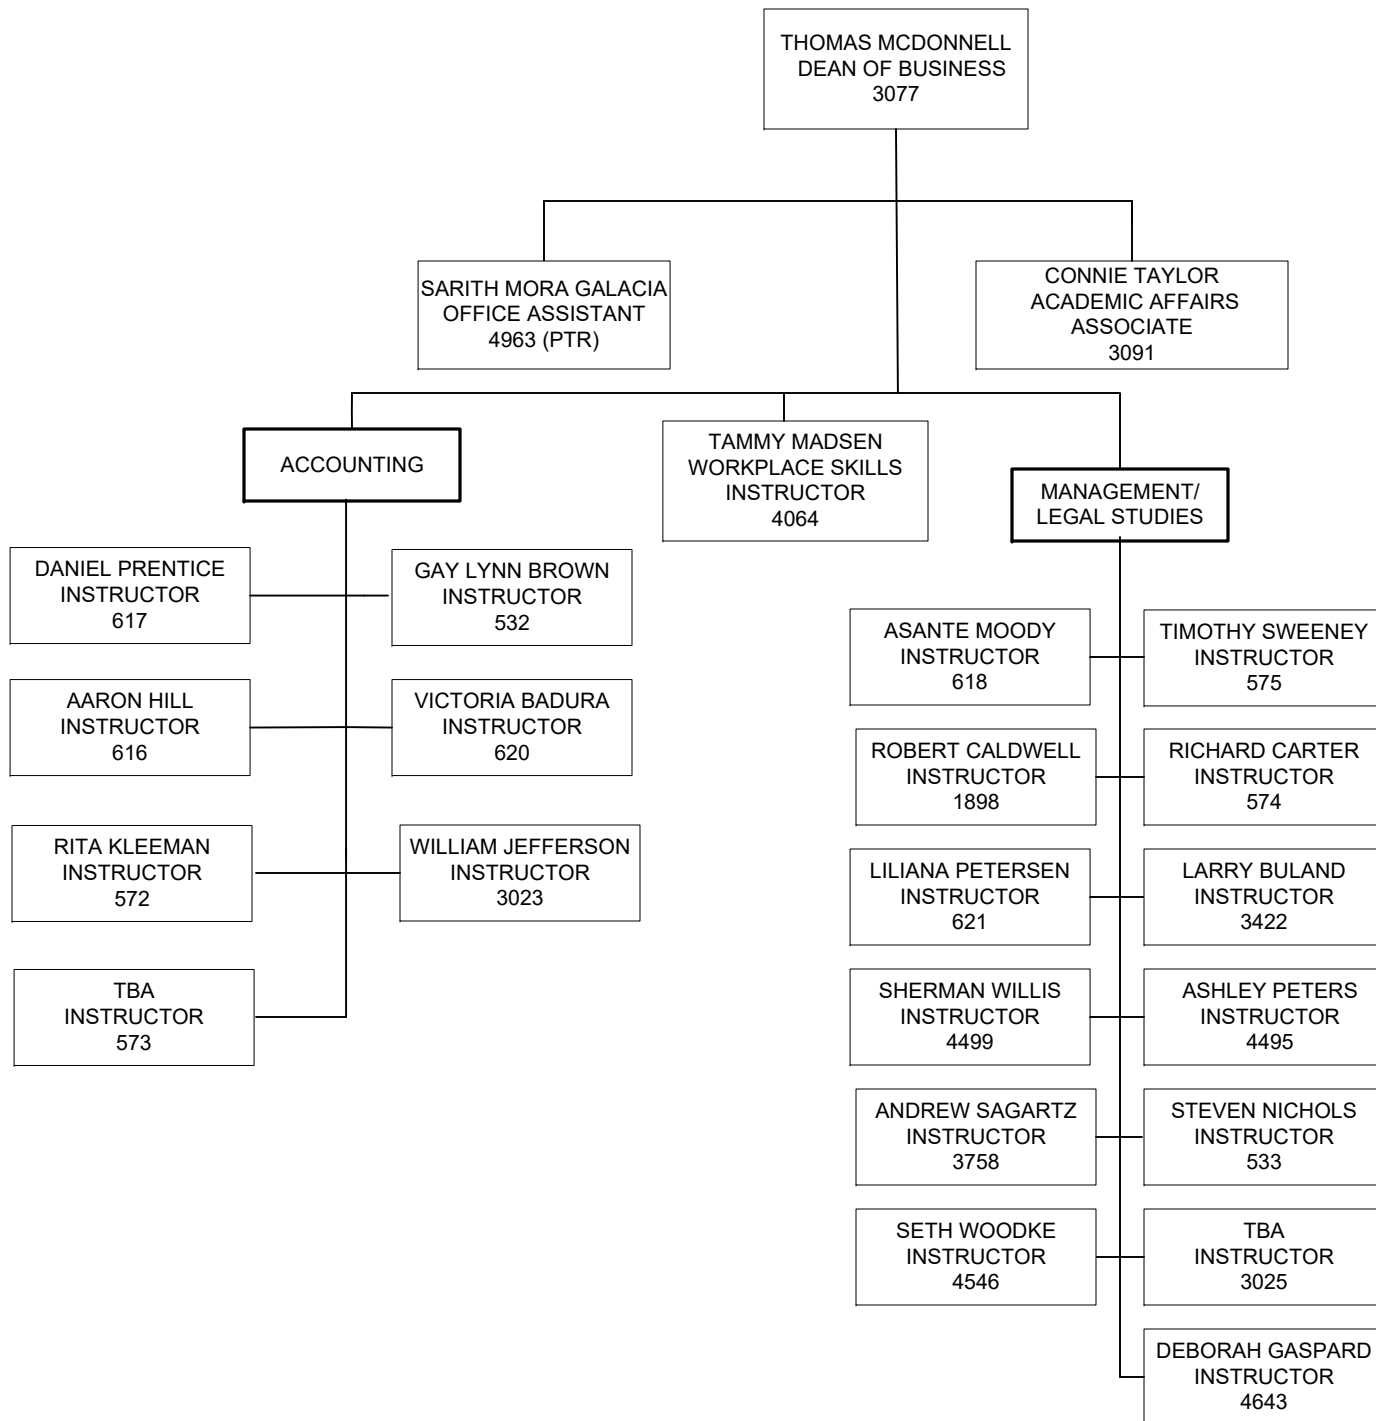 THOMAS MCDONNELL
DEAN OF BUSINESS
3077
SARITH MORA GALACIA
OFFICE ASSISTANT
4963 (PTR)
CONNIE TAYLOR
ACADEMIC AFFAIRS
ASSOCIATE
3091
ACCOUNTING
TAMMY MADSEN
WORKPLACE SKILLS
INSTRUCTOR
4064
MANAGEMENT/
LEGAL STUDIES
DANIEL PRENTICE
INSTRUCTOR
617
GAY LYNN BROWN
INSTRUCTOR
532
AARON HILL
INSTRUCTOR
616
VICTORIA BADURA
INSTRUCTOR
620
RITA KLEEMAN
INSTRUCTOR
572
WILLIAM JEFFERSON
INSTRUCTOR
3023
TBA
INSTRUCTOR
573
ASANTE MOODY
INSTRUCTOR
618
TIMOTHY SWEENEY
INSTRUCTOR
575
ROBERT CALDWELL
INSTRUCTOR
1898
RICHARD CARTER
INSTRUCTOR
574
LILIANA PETERSEN
INSTRUCTOR
621
LARRY BULAND
INSTRUCTOR
3422
SHERMAN WILLIS
INSTRUCTOR
4499
ASHLEY PETERS
INSTRUCTOR
4495
ANDREW SAGARTZ
INSTRUCTOR
3758
STEVEN NICHOLS
INSTRUCTOR
533
SETH WOODKE
INSTRUCTOR
4546
TBA
INSTRUCTOR
3025
DEBORAH GASPARD
INSTRUCTOR
4643